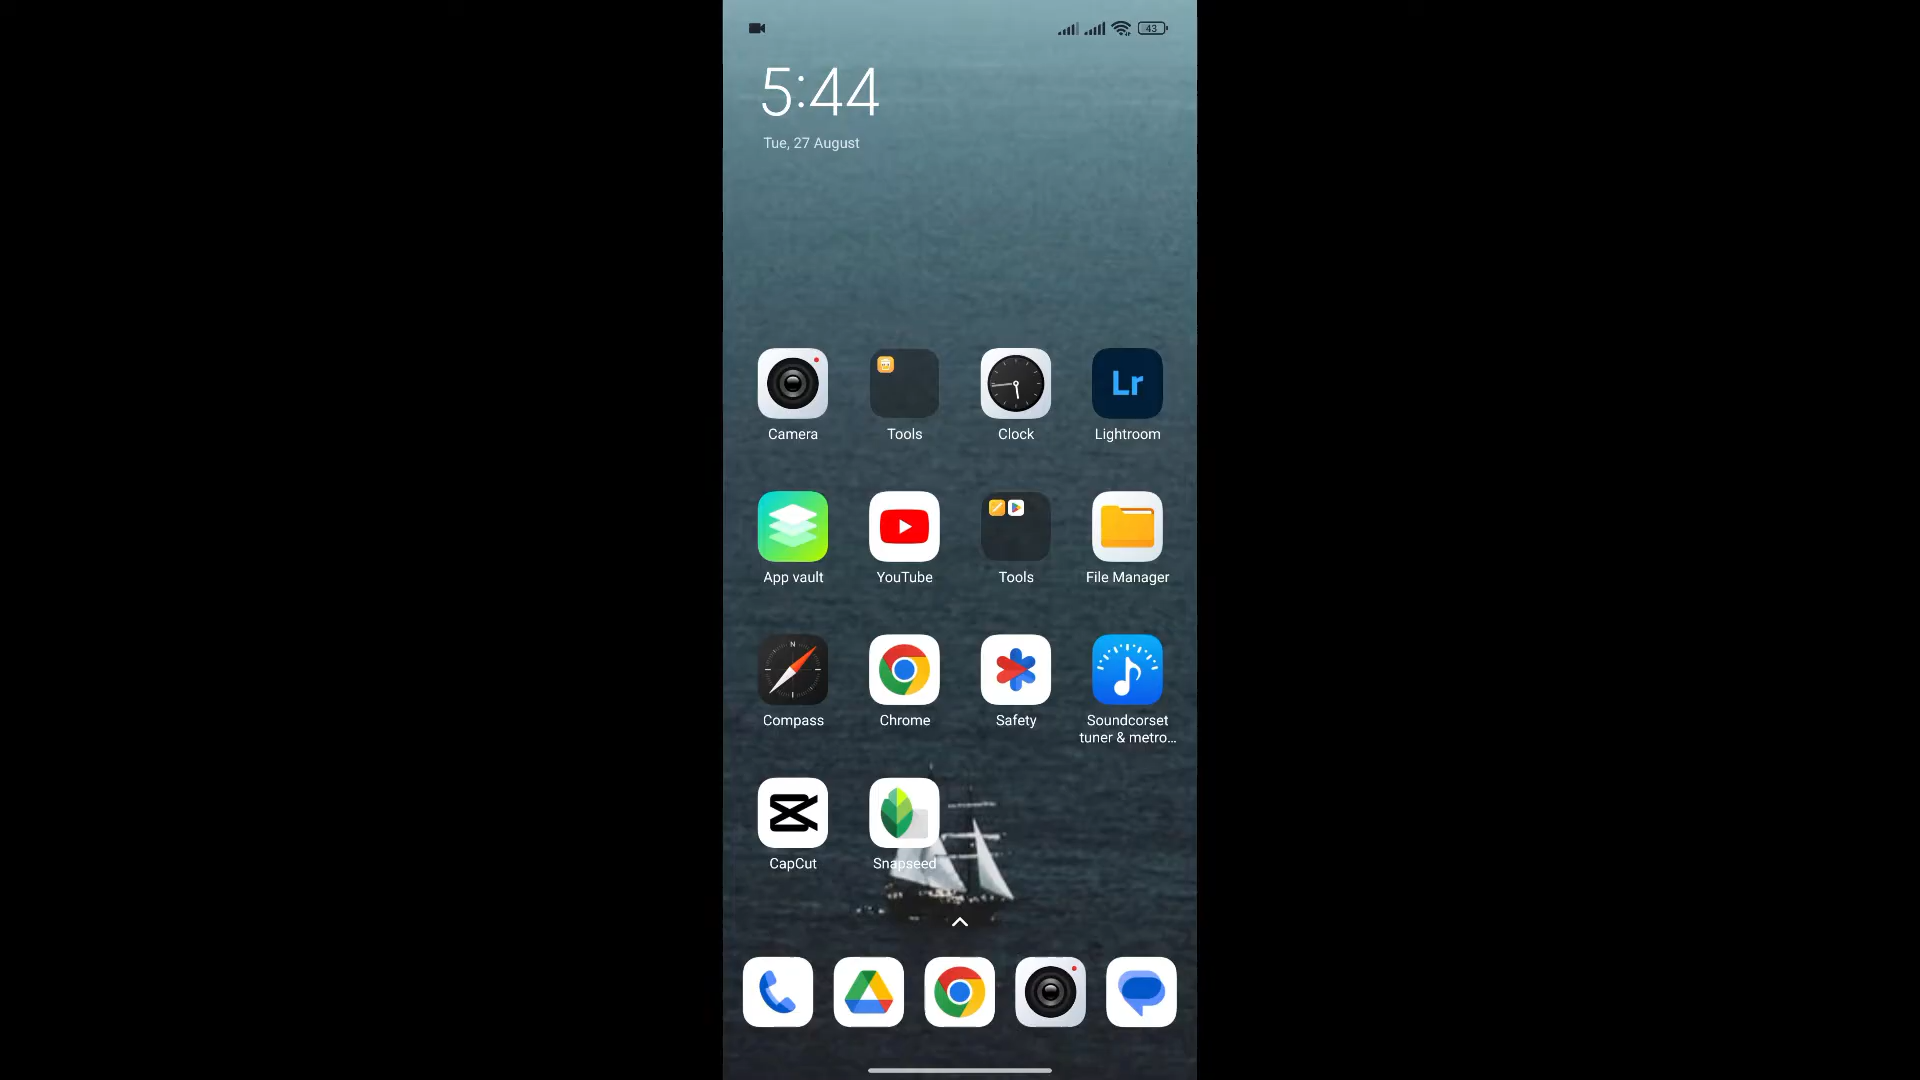 43
5:44
Tue, 27 August
Camera
Tools
Clock
Lr
Lightroom
App vault
YouTube
Tools
File Manager
N
Compass
Chrome
Safety
Soundcorset
tuner & metro...
CapCut
Snapseed